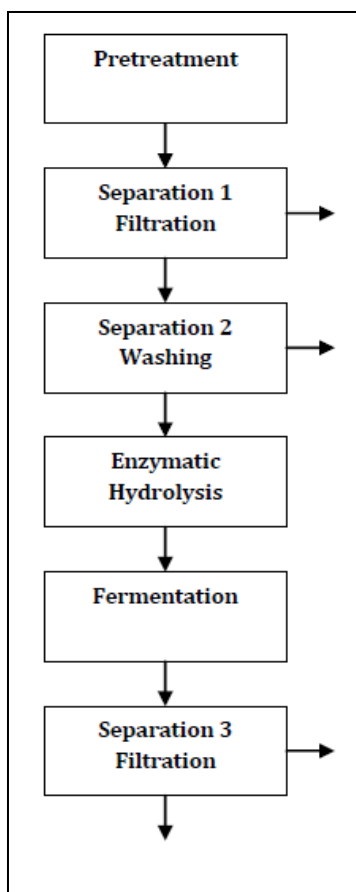 Pretreatment
Separation 1
Filtration
Separation 2
Washing
Enzymatic
Hydrolysis
Fermentation
Separation 3
Filtration